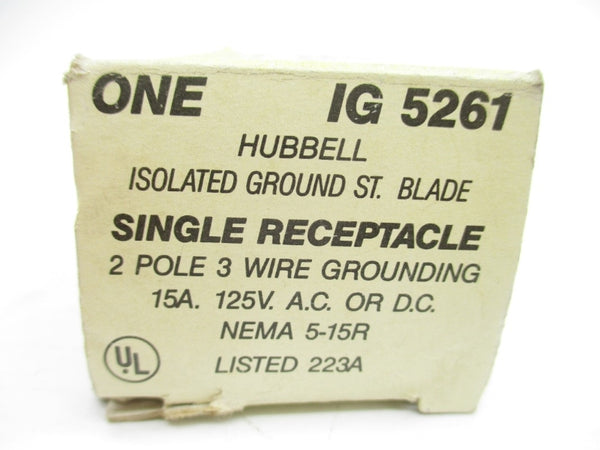 ONE IG 5261
HUBBELL
ISOLATED GROUND ST. BLADE
SINGLE RECEPTACLE
2 POLE 3 WIRE GROUNDING
15A. 125V. A.C. OR D.C.
NEMA 5-15R
UL LISTED 223A